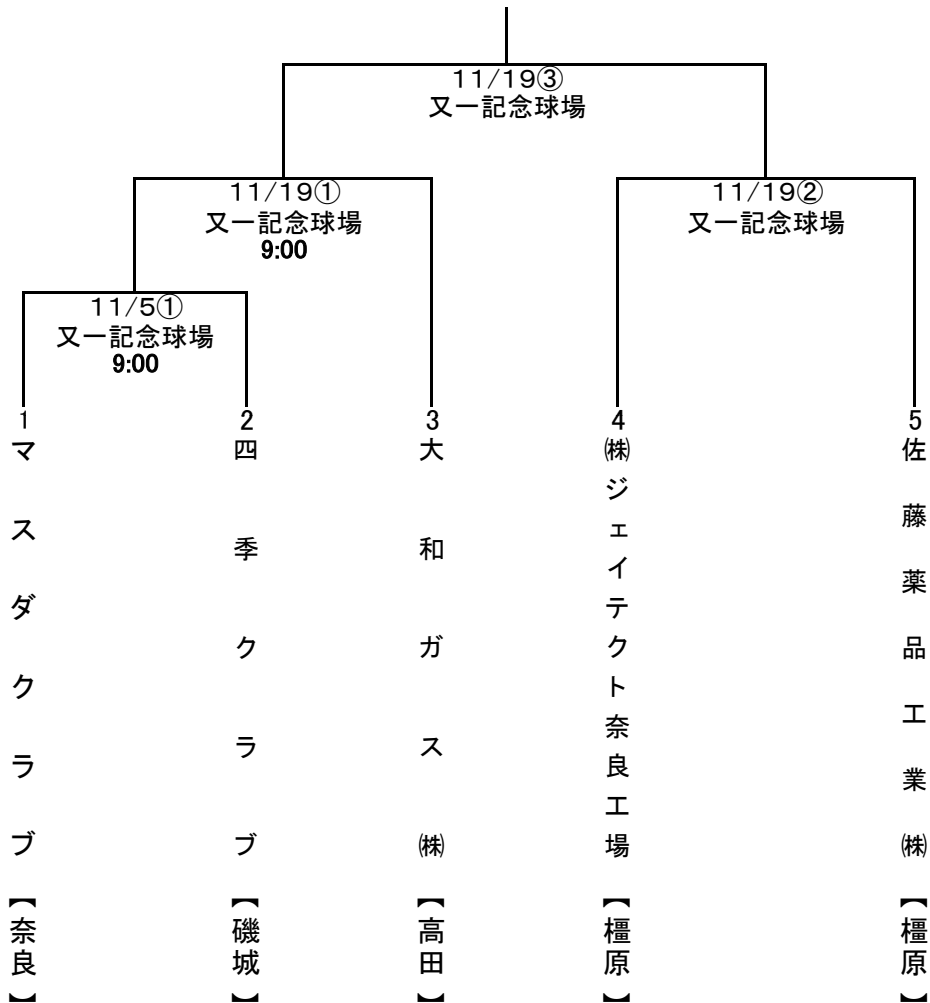 11/19③
又一記念球場
11/19①
又一記念球場
9:00
11/19②
又一記念球場
11/5①
又一記念球場
9:00
1
マスダクラブ
【奈良】
2
四季クラブ
【磯城】
3
大和ガス㈱
【高田】
4
㈱ジェイテクト奈良工場
【橿原】
5
佐藤薬品工業㈱
【橿原】